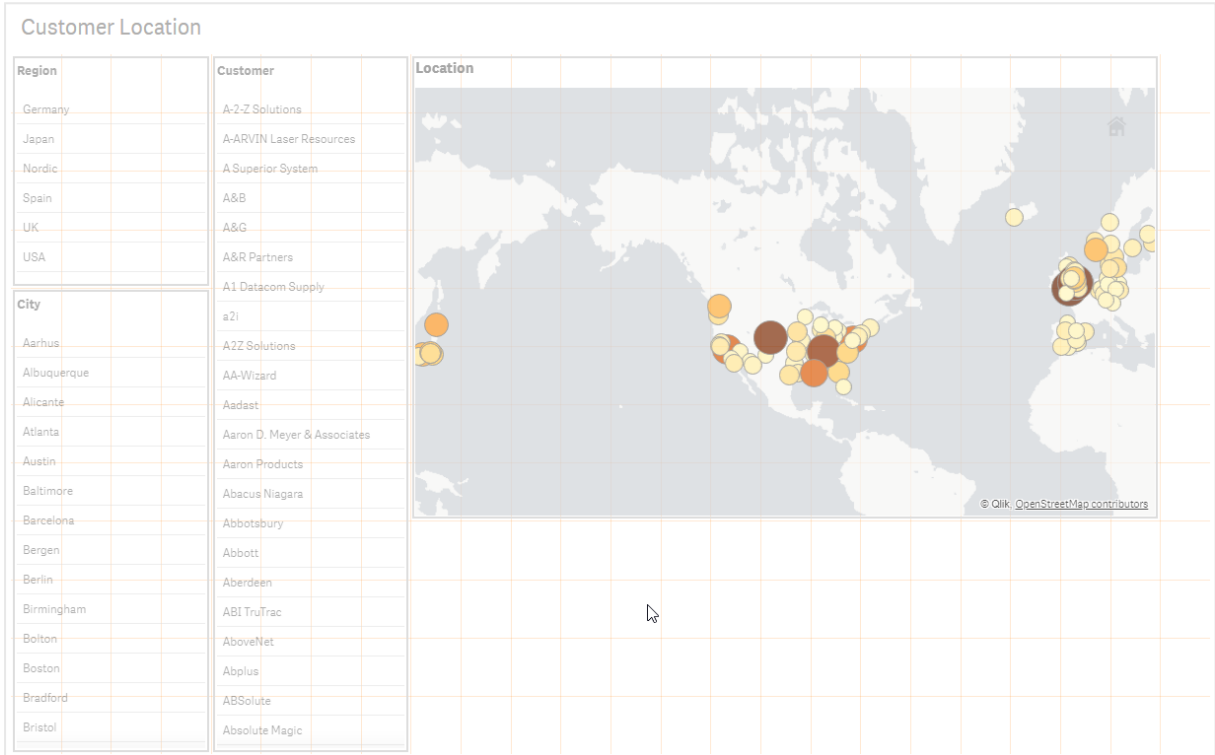 Customer Location
Region
Germany
Japan
Nordic
Spain
UK
USA
City
Aarhus
Albuquerque
Alicante
Atlanta
Austin
Baltimore
Barcelona
Bergen
Berlin
Birmingham
Bolton
Boston
Bradford
Bristol
Customer
A-2-Z Solutions
A-ARVIN Laser Resources
A Superior System
A&B
A&G
A&R Partners
A1 Datacom Supply
a2i
A2Z Solutions
AA-Wizard
Aadast
Aaron D. Meyer & Associates
Aaron Products
Abacus Niagara
Abbotsbury
Abbott
Aberdeen
ABI TruTrac
AboveNet
Abplus
ABSolute
Absolute Magic
Location
© Qlik, OpenStreetMap contributors